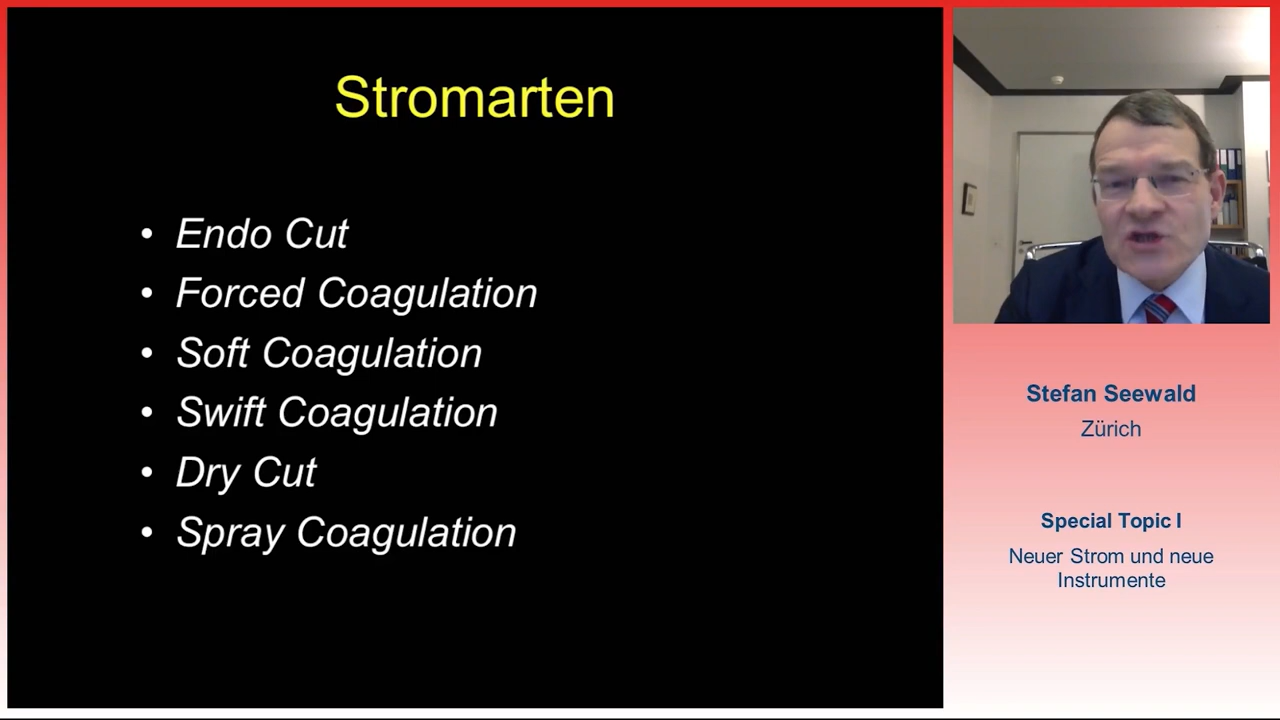 Stromarten
• Endo Cut
• Forced Coagulation
• Soft Coagulation
• Swift Coagulation
• Dry Cut
• Spray Coagulation
Stefan Seewald
Zürich
Special Topic I
Neuer Strom und neue
Instrumente